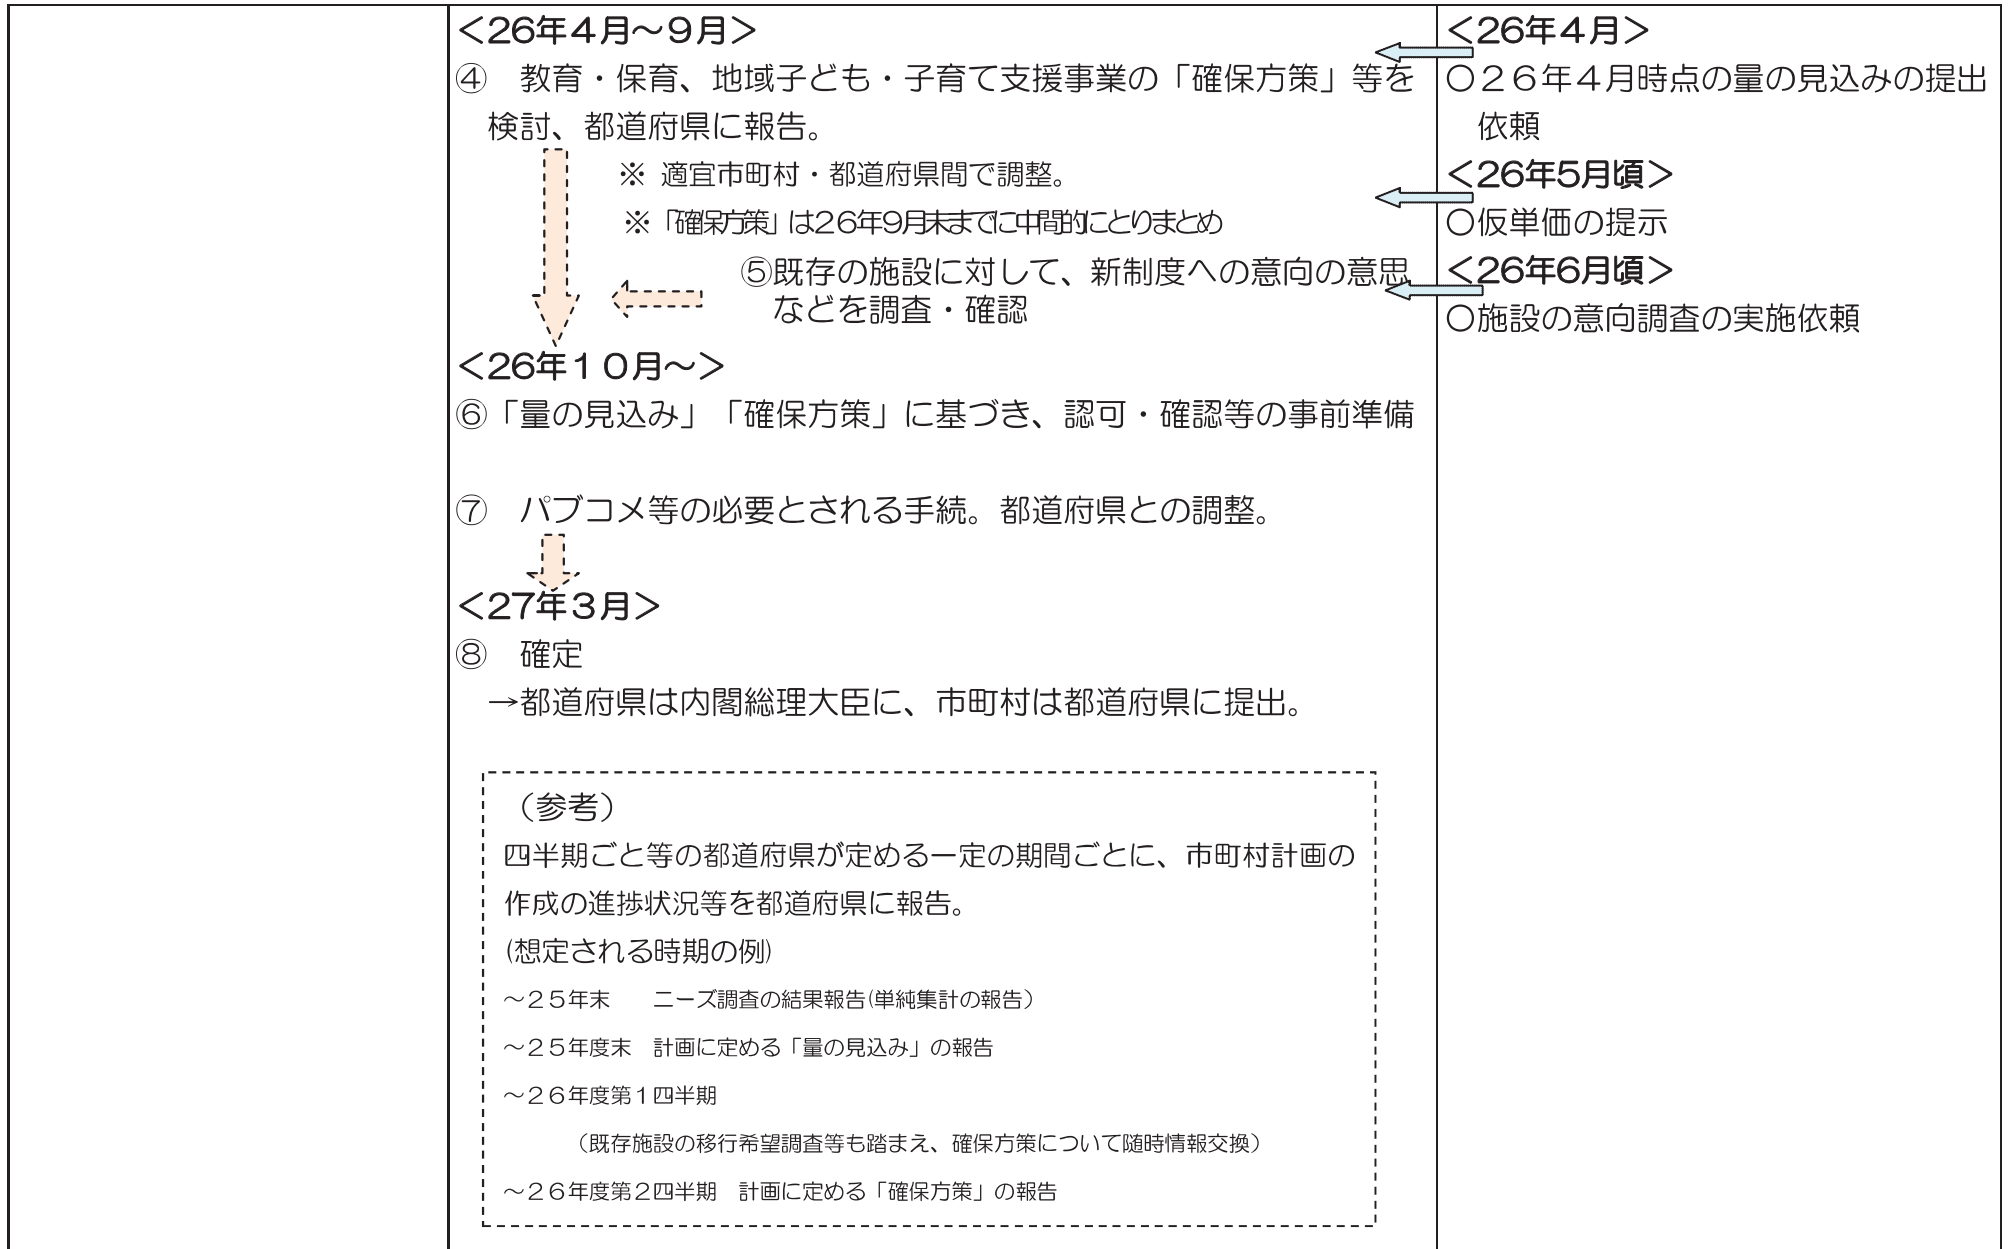 ＜26年４月～９月＞
④　教育・保育、地域子ども・子育て支援事業の「確保方策」等を
検討、都道府県に報告。
※ 適宜市町村・都道府県間で調整。
※「確保方策」は26年9月末までに中間的にとりまとめ
⑤既存の施設に対して、新制度への意向の意思
などを調査・確認
＜26年１０月～＞
⑥「量の見込み」「確保方策」に基づき、認可・確認等の事前準備
⑦　パブコメ等の必要とされる手続。都道府県との調整。
＜27年３月＞
⑧　確定
→都道府県は内閣総理大臣に、市町村は都道府県に提出。
（参考）
四半期ごと等の都道府県が定める一定の期間ごとに、市町村計画の
作成の進捗状況等を都道府県に報告。
(想定される時期の例)
～２５年末　　ニーズ調査の結果報告(単純集計の報告）
～２５年度末　計画に定める「量の見込み」の報告
～２６年度第１四半期
（既存施設の移行希望調査等も踏まえ、確保方策について随時情報交換）
～２６年度第２四半期　計画に定める「確保方策」の報告
＜26年４月＞
○２６年４月時点の量の見込みの提出
依頼
＜26年5月頃＞
○仮単価の提示
＜26年6月頃＞
○施設の意向調査の実施依頼